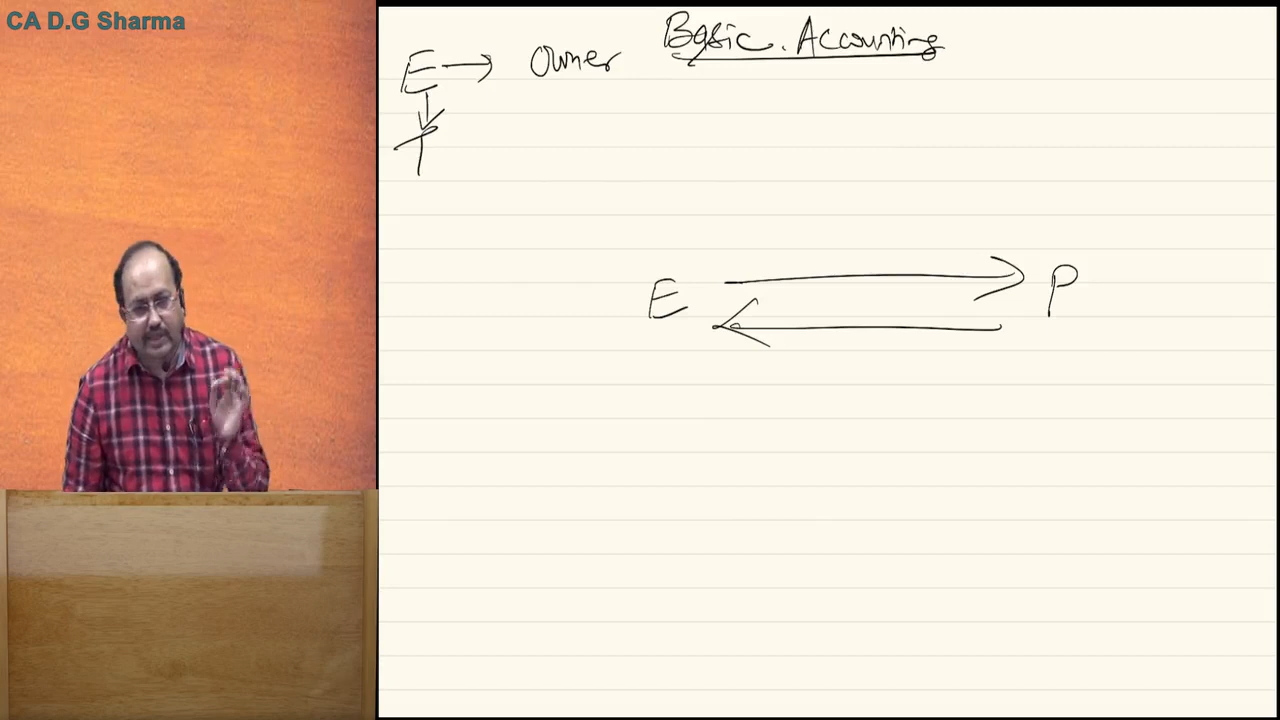 CA D.G Sharma
Basic. Accounting
E → Owner
↓
T
E P